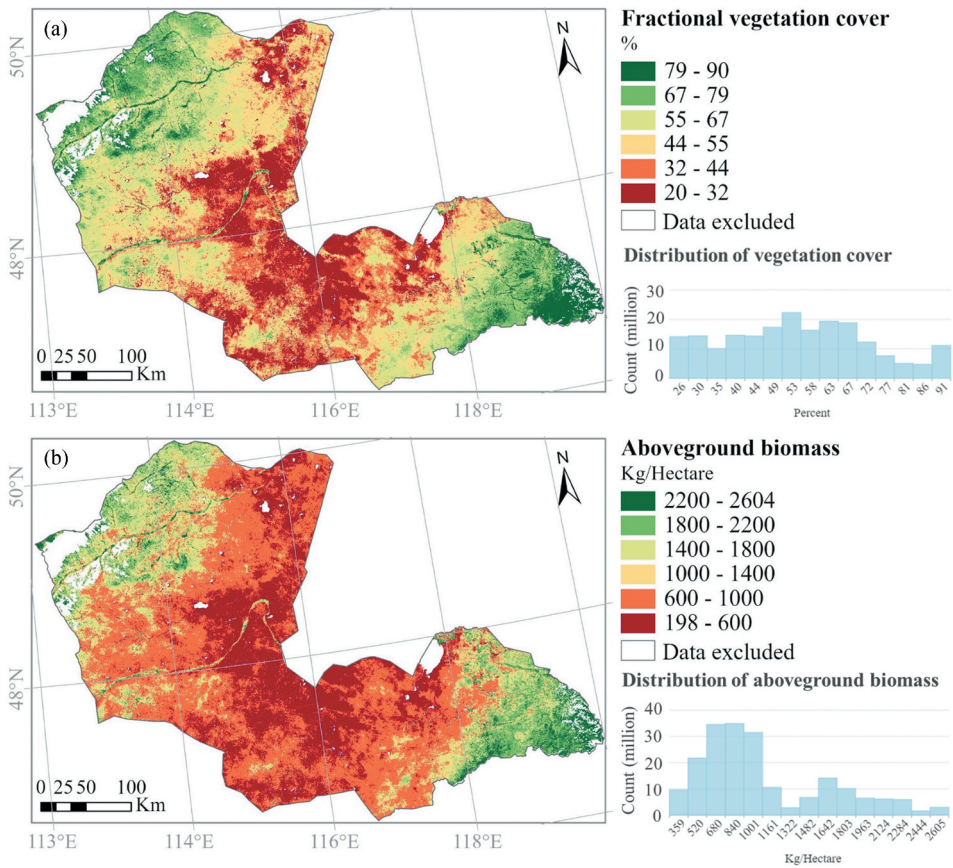 (a)
N
50°N
48°N
0 25 50 100
Km
113°E 114°E 116°E 118°E
Fractional vegetation cover
%
79 - 90
67 - 79
55 - 67
44 - 55
32 - 44
20 - 32
Data excluded
Distribution of vegetation cover
Count (million)
30
20
10
0
26 30 35 40 44 49 53 58 63 67 72 77 81 86 91
Percent
(b)
N
50°N
48°N
0 25 50 100
Km
113°E 114°E 116°E 118°E
Aboveground biomass
Kg/Hectare
2200 - 2604
1800 - 2200
1400 - 1800
1000 - 1400
600 - 1000
198 - 600
Data excluded
Distribution of aboveground biomass
Count (million)
40
30
20
10
0
359 520 680 840 1001 1161 1322 1482 1642 1803 1963 2124 2284 2444 2605
Kg/Hectare